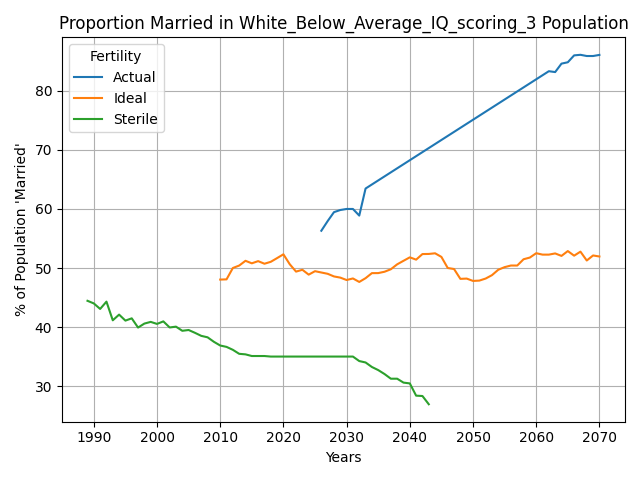 Proportion Married in White_Below_Average_IQ_scoring_3 Population
Fertility
Actual
Ideal
Sterile
% of Population 'Married'
80
70
60
50
40
30
1990 2000 2010 2020 2030 2040 2050 2060 2070
Years